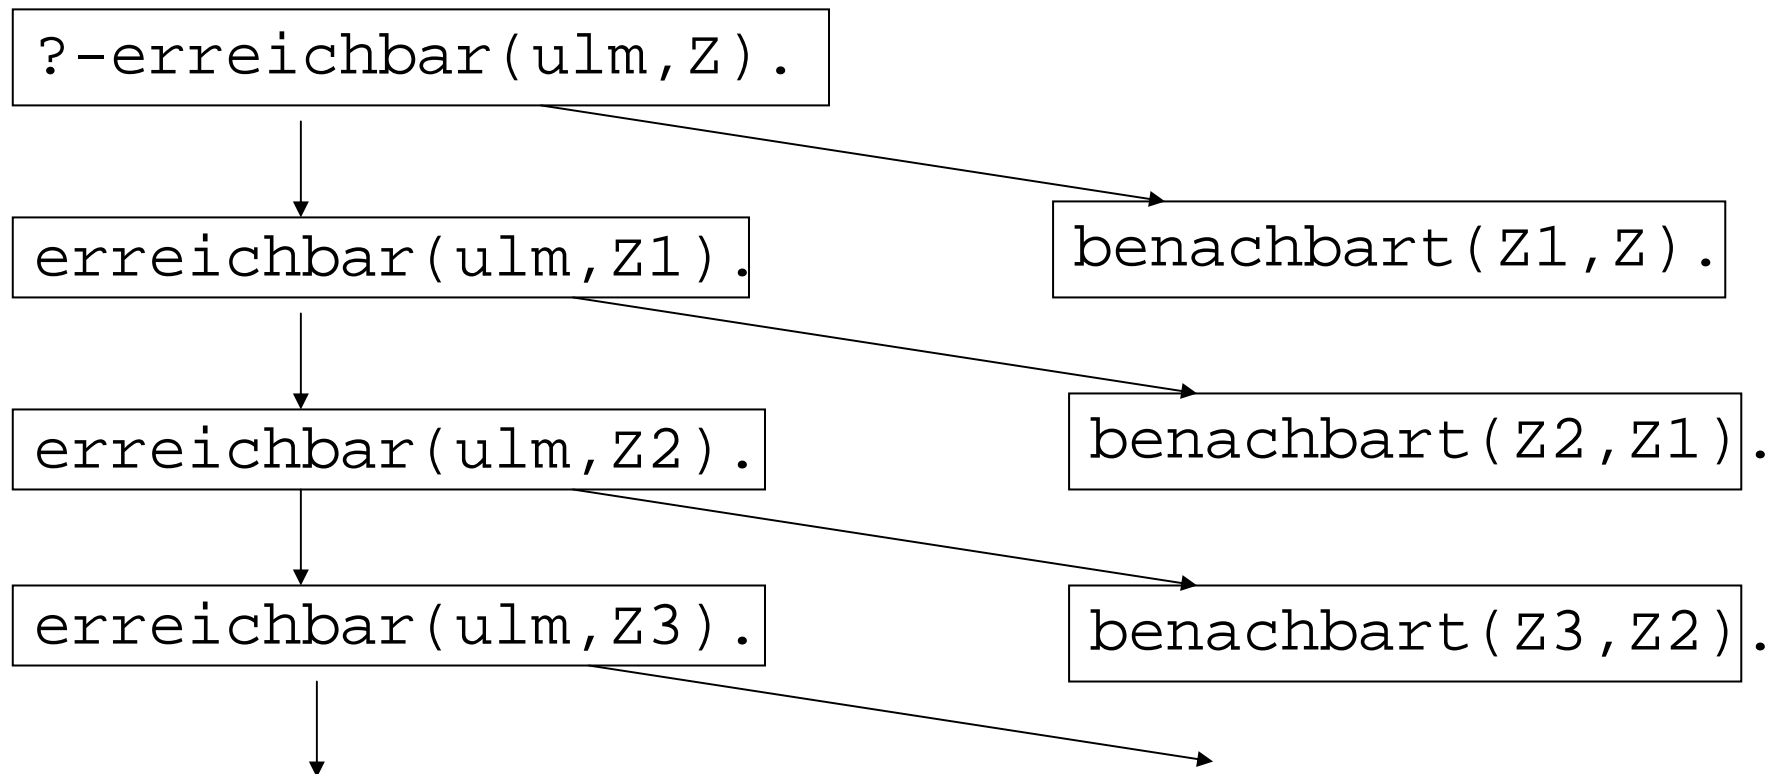 ?-erreichbar(ulm,Z).
erreichbar(ulm,Z1).
benachbart(Z1,Z).
erreichbar(ulm,Z2).
benachbart(Z2,Z1).
erreichbar(ulm,Z3).
benachbart(Z3,Z2).